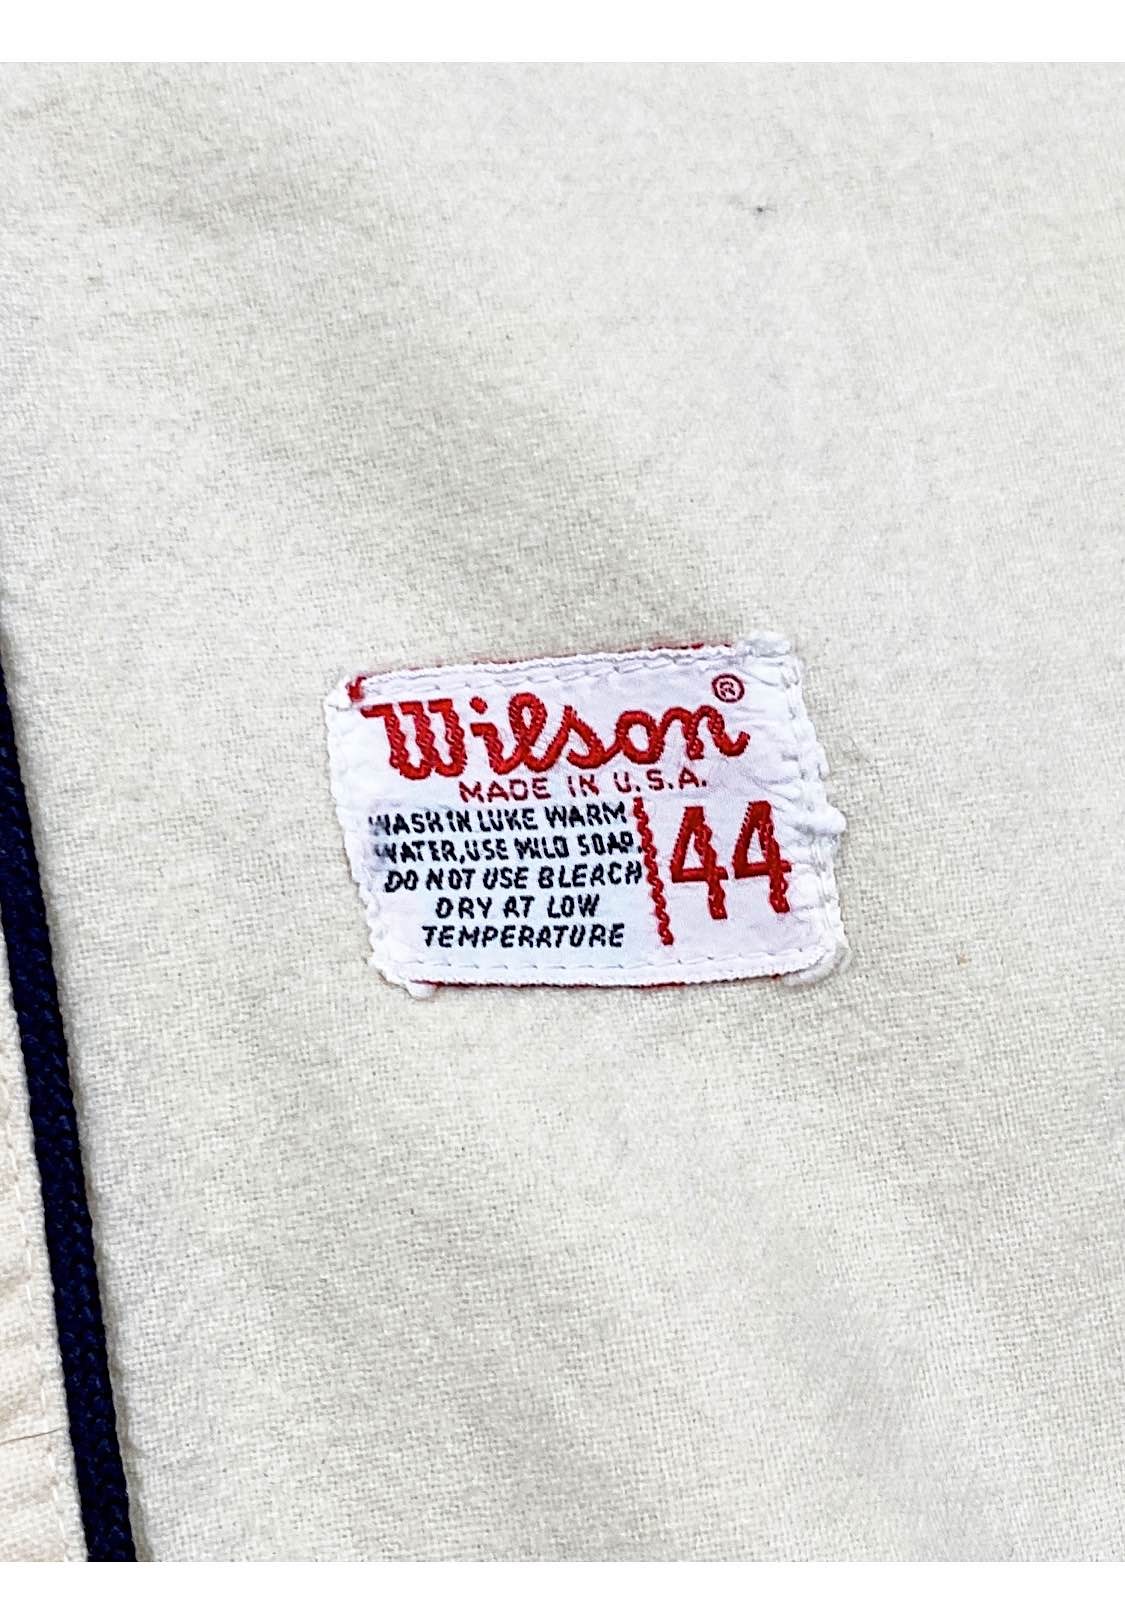 Wilson®
MADE IN U.S.A.
WASH IN LUKE WARM
WATER, USE MILD SOAP.
DO NOT USE BLEACH
DRY AT LOW
TEMPERATURE
44